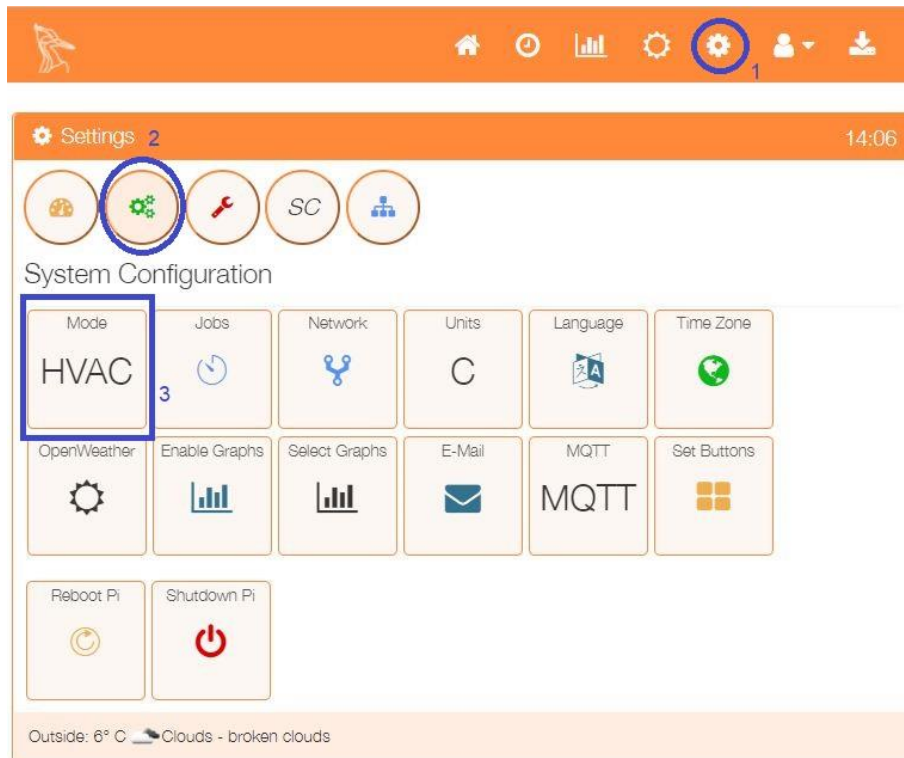 1
Settings 2 14:06
SC
System Configuration
Mode Jobs Network Units Language Time Zone
HVAC C
3
OpenWeather Enable Graphs Select Graphs E-Mail MQTT Set Buttons
MQTT
Reboot Pi Shutdown Pi
Outside: 6° C Clouds - broken clouds